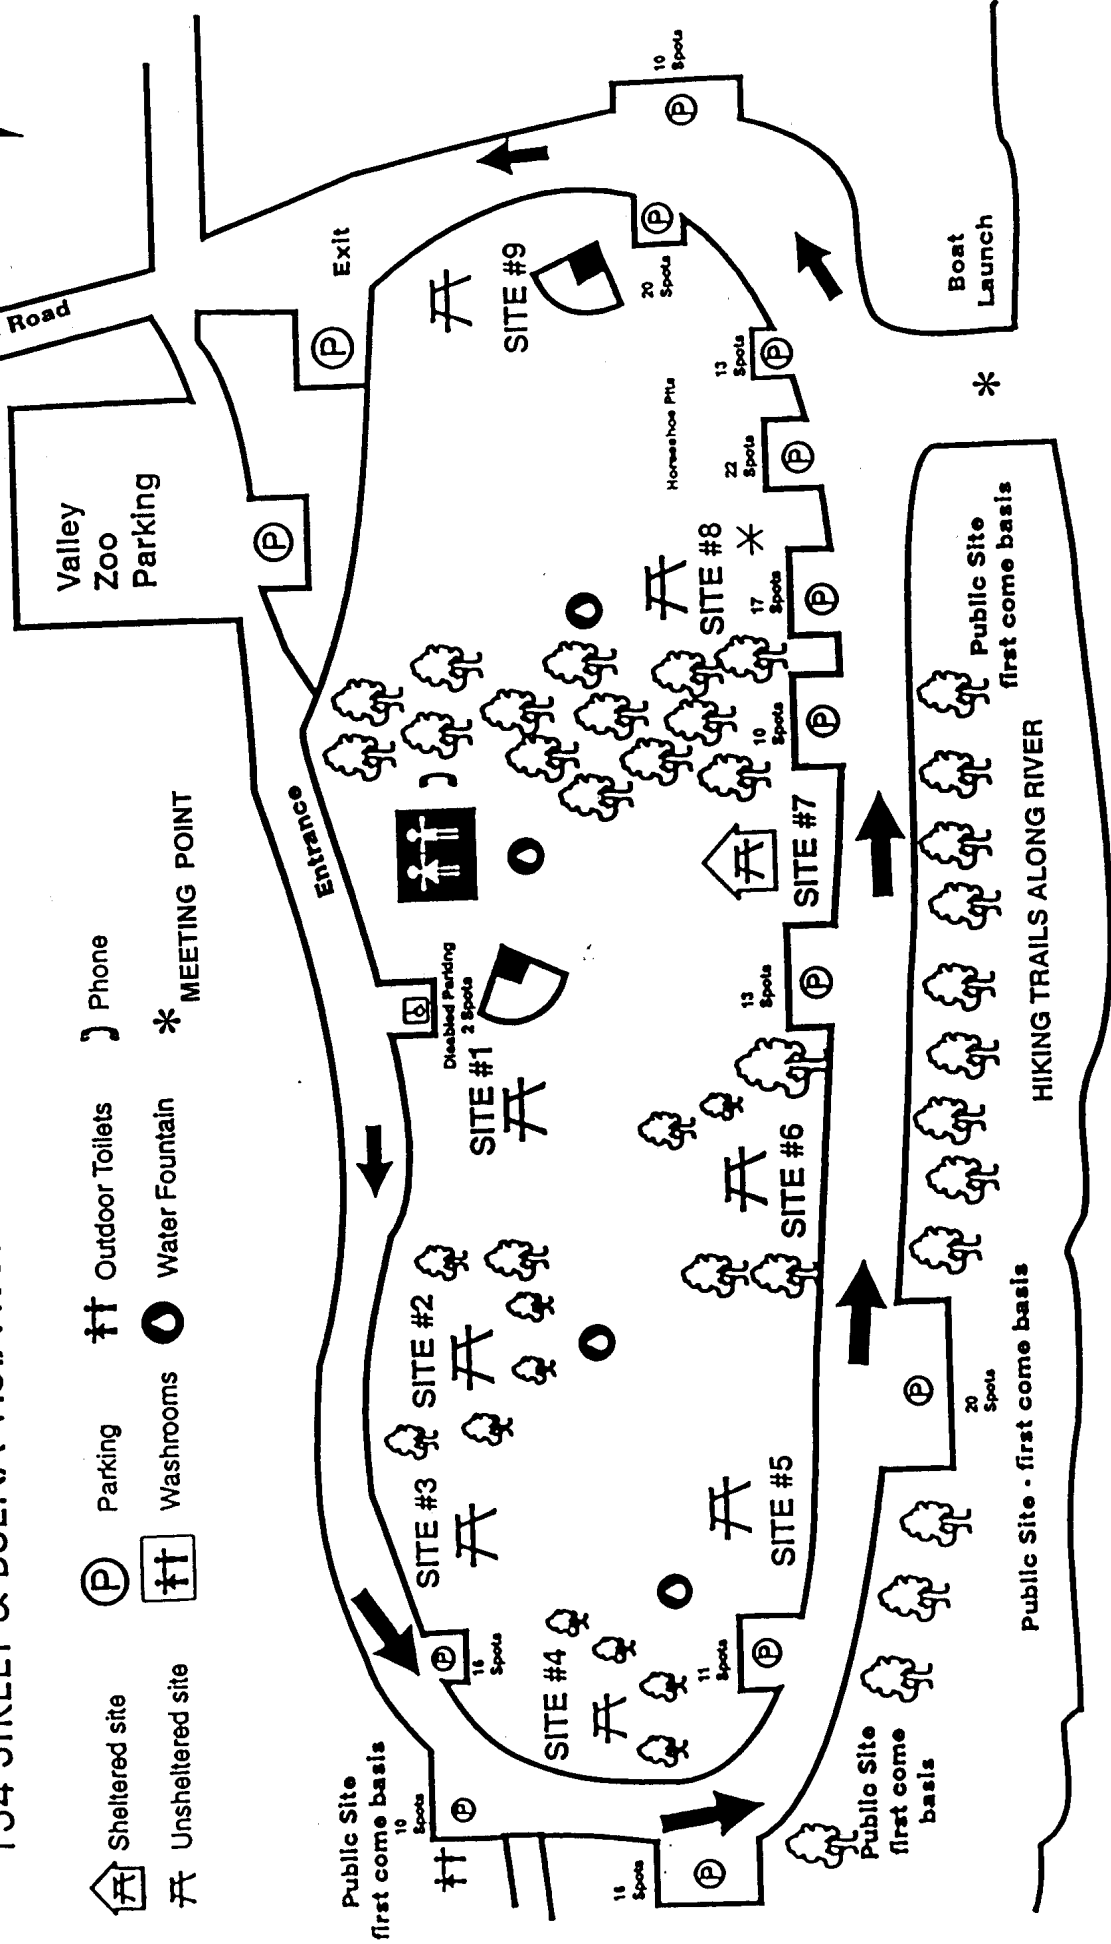 Sheltered site
Parking
Outdoor Toilets
Phone
Unsheltered site
Washrooms
Water Fountain
MEETING POINT
Valley
Zoo
Parking
Road
Exit
Entrance
Public Site
first come basis
10
Spots
16
Spots
Disabled Parking
2 Spots
SITE #1
SITE #2
SITE #3
SITE #4
SITE #5
SITE #6
SITE #7
SITE #8
SITE #9
Horseshoe Pits
11
Spots
13
Spots
10
Spots
17
Spots
22
Spots
13
Spots
20
Spots
10
Spots
Spots
20
Spots
Boat
Launch
Public Site
first come
basis
Public Site - first come basis
HIKING TRAILS ALONG RIVER
Public Site
first come basis